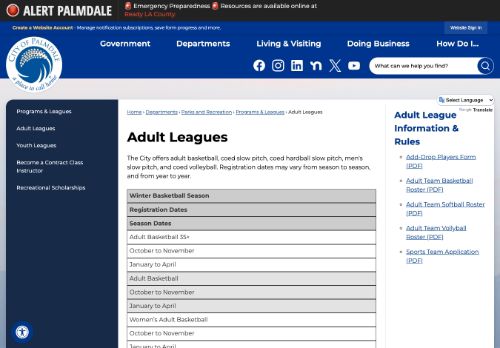 ALERT PALMDALE
🚨 Emergency Preparedness 🚨 Resources are available online at
Ready LA County.
Create a Website Account - Manage notification subscriptions, save form progress and more.
Website Sign In
CITY OF PALMDALE
a place to call home
Government
Departments
Living & Visiting
Doing Business
How Do I...
What can we help you find?
Select Language
Google Translate
Programs & Leagues
Adult Leagues
Youth Leagues
Become a Contract Class
Instructor
Recreational Scholarships
Home › Departments › Parks and Recreation › Programs & Leagues › Adult Leagues
Adult Leagues
The City offers adult basketball, coed slow pitch, coed hardball slow pitch, men's
slow pitch, and coed volleyball. Registration dates may vary from season to season,
and from year to year.
Winter Basketball Season
Registration Dates
Season Dates
Adult Basketball 35+
October to November
January to April
Adult Basketball
October to November
January to April
Women's Adult Basketball
October to November
January to April
Adult League
Information &
Rules
Add-Drop Players Form
(PDF)
Adult Team Basketball
Roster (PDF)
Adult Team Softball Roster
(PDF)
Adult Team Vollyball
Roster (PDF)
Sports Team Application
(PDF)